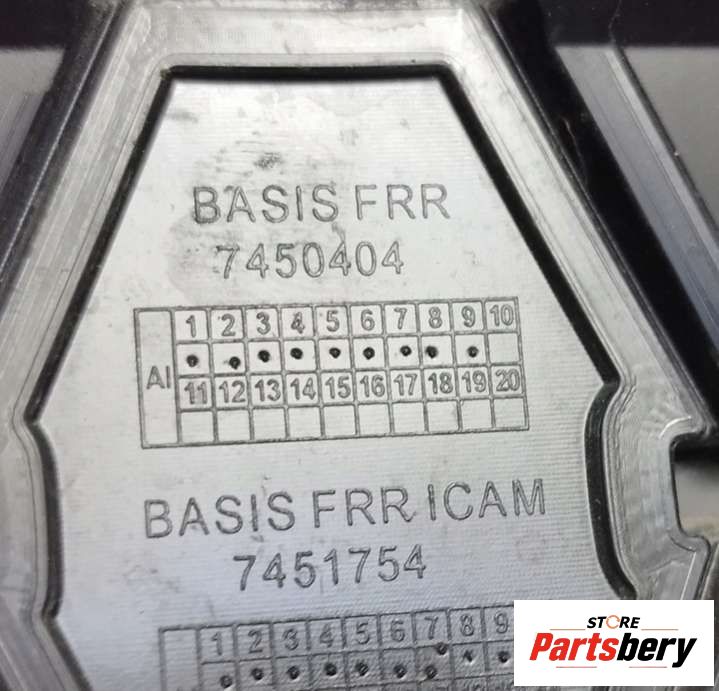 BASIS FRR
7450404
1 2 3 4 5 6 7 8 9 10
AI
11 12 13 14 15 16 17 18 19 20
BASIS FRR ICAM
7451754
1 2 3 4 5 6 7 8 9
STORE
Partsbery